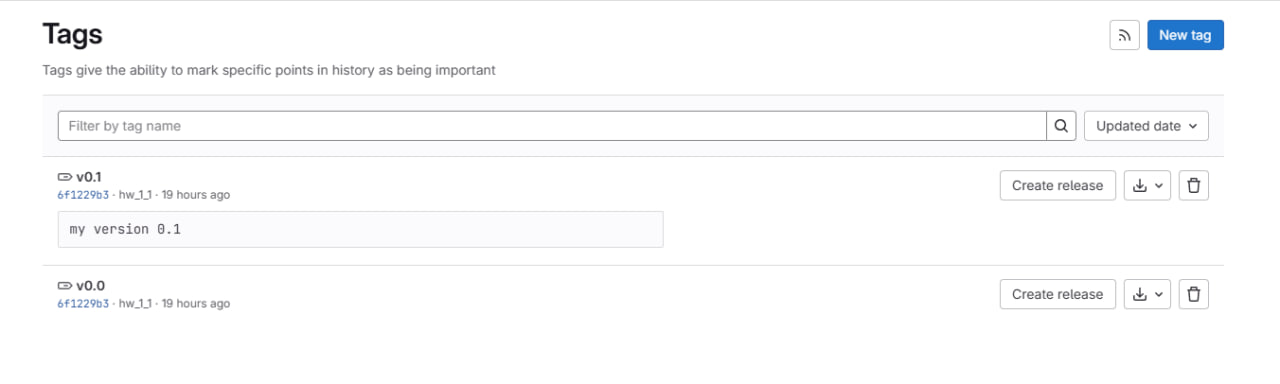 Tags
New tag
Tags give the ability to mark specific points in history as being important
Filter by tag name
Updated date
v0.1
Create release
6f1229b3 · hw_1_1 · 19 hours ago
my version 0.1
v0.0
Create release
6f1229b3 · hw_1_1 · 19 hours ago